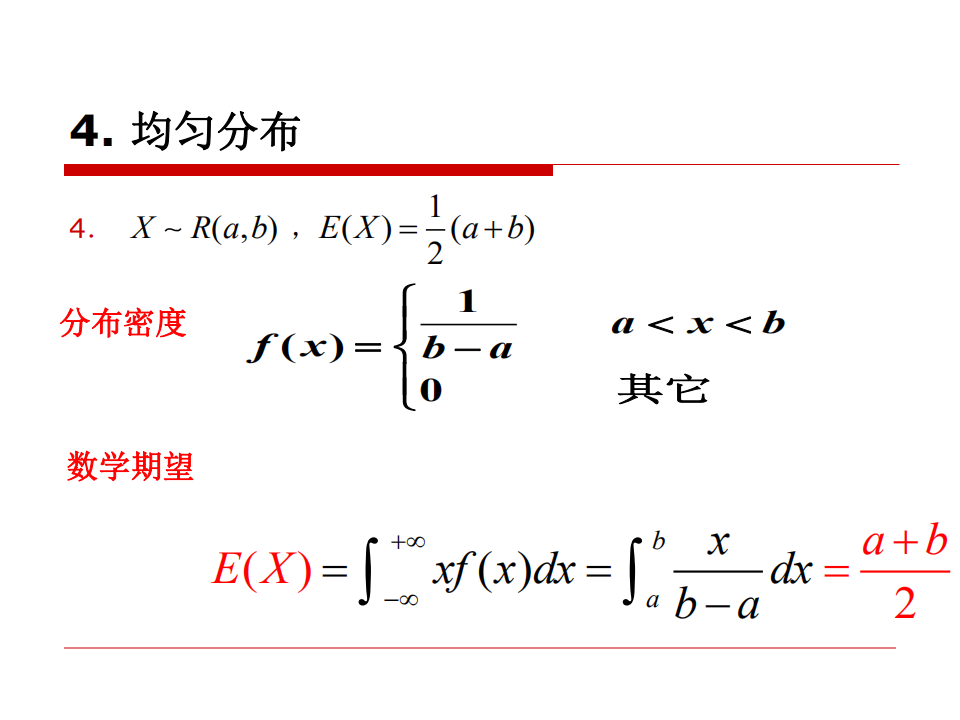 4. 均匀分布
4. X ~ R(a,b) , E(X) = \frac{1}{2}(a+b)
分布密度
f(x) = \begin{cases} \frac{1}{b-a} & a < x < b \\ 0 & 其它 \end{cases}
数学期望
E(X) = \int_{-\infty}^{+\infty} xf(x)dx = \int_{a}^{b} \frac{x}{b-a} dx = \frac{a+b}{2}